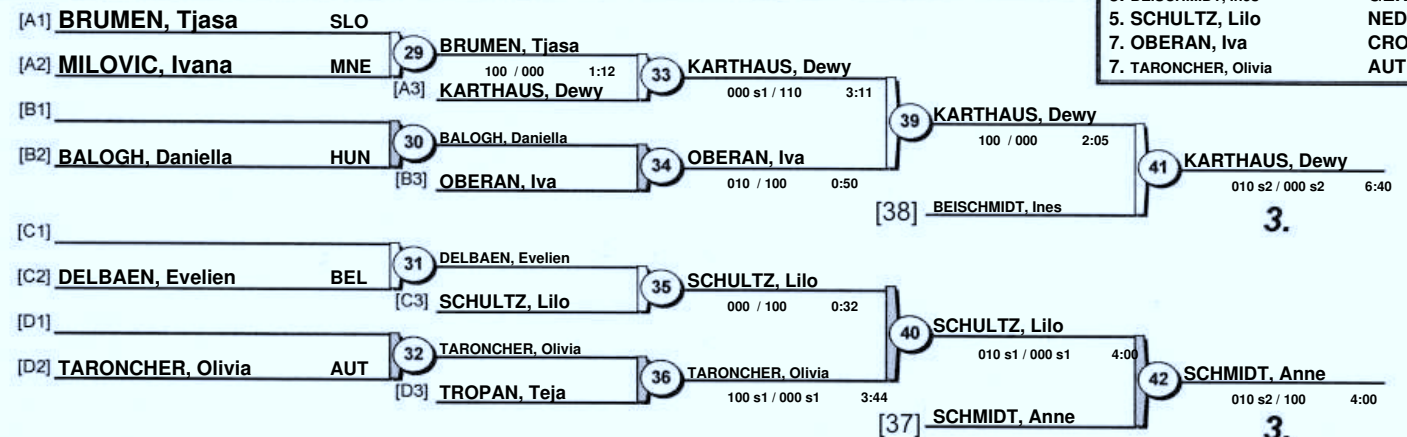 [A1] BRUMEN, Tjasa SLO
[A2] MILOVIC, Ivana MNE
29 BRUMEN, Tjasa
100 / 000 1:12
[A3] KARTHAUS, Dewy
33 KARTHAUS, Dewy
000 s1 / 110 3:11
[B1]
[B2] BALOGH, Daniella HUN
30 BALOGH, Daniella
[B3] OBERAN, Iva
34 OBERAN, Iva
010 / 100 0:50
39 KARTHAUS, Dewy
100 / 000 2:05
[38] BEISCHMIDT, Ines
41 KARTHAUS, Dewy
010 s2 / 000 s2 6:40
3.
[C1]
[C2] DELBAEN, Evelien BEL
31 DELBAEN, Evelien
[C3] SCHULTZ, Lilo
35 SCHULTZ, Lilo
000 / 100 0:32
[D1]
[D2] TARONCHER, Olivia AUT
32 TARONCHER, Olivia
[D3] TROPAN, Teja
36 TARONCHER, Olivia
100 s1 / 000 s1 3:44
40 SCHULTZ, Lilo
010 s1 / 000 s1 4:00
[37] SCHMIDT, Anne
42 SCHMIDT, Anne
010 s2 / 100 4:00
3.
5. SCHULTZ, Lilo NED
7. OBERAN, Iva CRO
7. TARONCHER, Olivia AUT